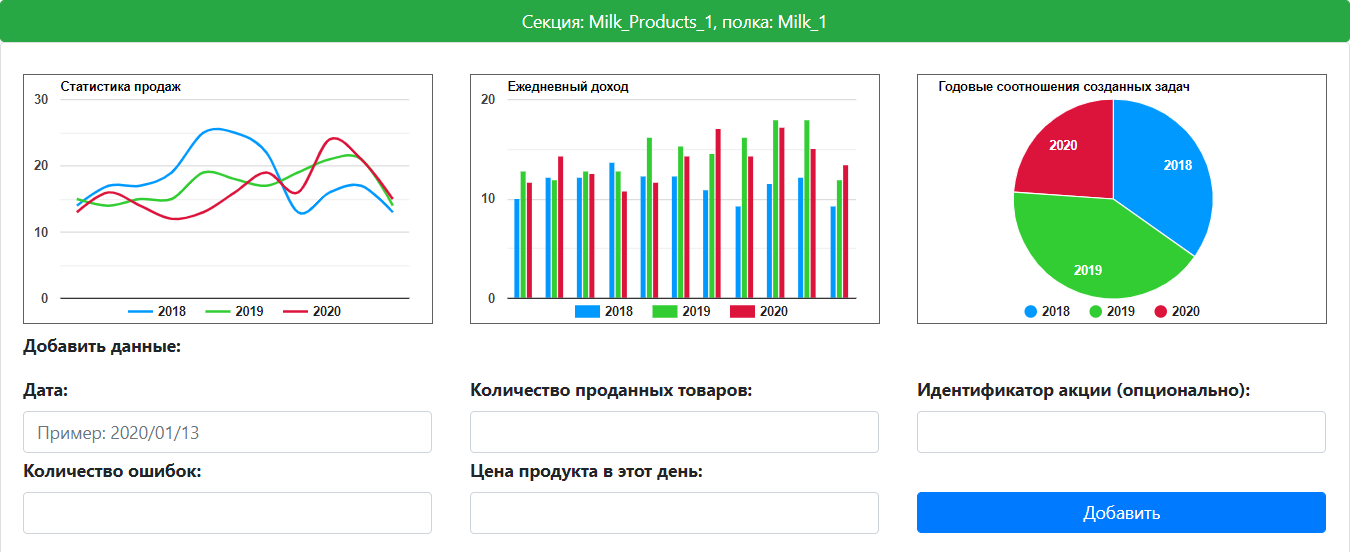 Секция: Milk_Products_1, полка: Milk_1
Статистика продаж
30
20
10
0
2018 2019 2020
Ежедневный доход
20
10
0
2018 2019 2020
Годовые соотношения созданных задач
2020
2018
2019
2018 2019 2020
Добавить данные:
Дата:
Пример: 2020/01/13
Количество проданных товаров:
Идентификатор акции (опционально):
Количество ошибок:
Цена продукта в этот день:
Добавить